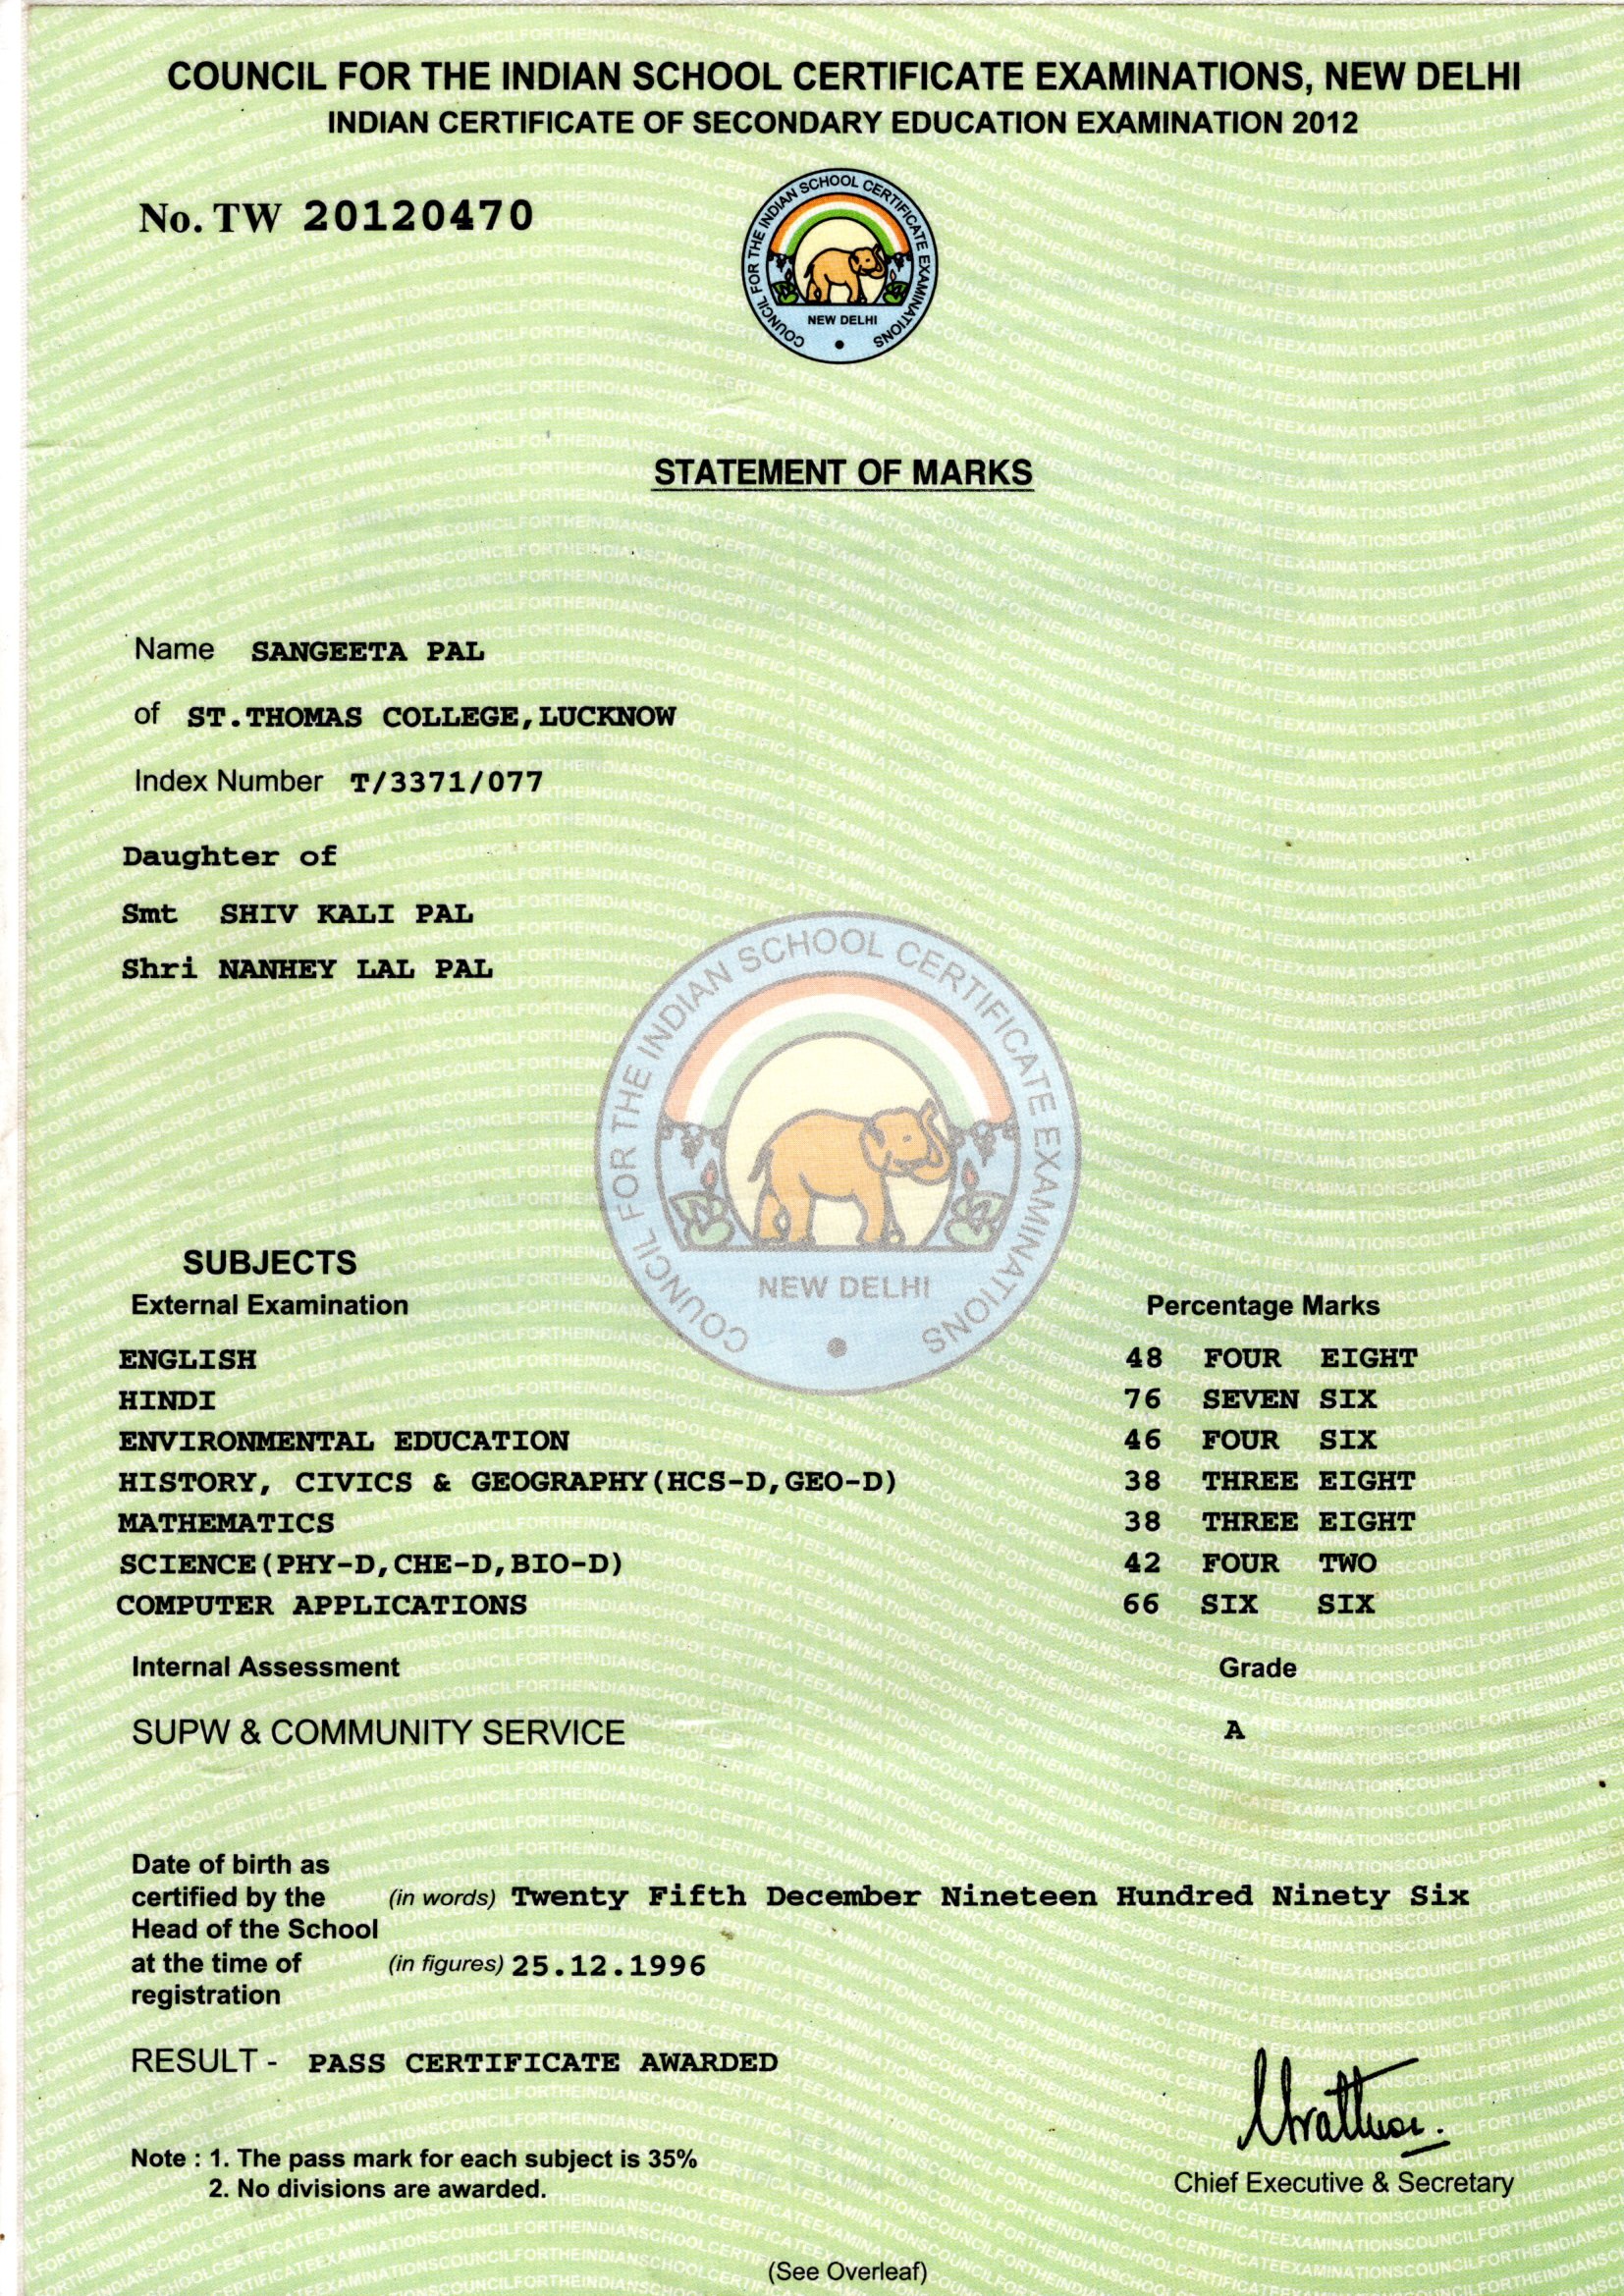 COUNCIL FOR THE INDIAN SCHOOL CERTIFICATE EXAMINATIONS, NEW DELHI
INDIAN CERTIFICATE OF SECONDARY EDUCATION EXAMINATION 2012
No. TW 20120470
COUNCIL FOR THE INDIAN SCHOOL CERTIFICATE EXAMINATIONS
NEW DELHI
STATEMENT OF MARKS
Name SANGEETA PAL
of ST.THOMAS COLLEGE,LUCKNOW
Index Number T/3371/077
Daughter of
Smt SHIV KALI PAL
Shri NANHEY LAL PAL
COUNCIL FOR THE INDIAN SCHOOL CERTIFICATE EXAMINATIONS
NEW DELHI
SUBJECTS
External Examination Percentage Marks
ENGLISH 48 FOUR EIGHT
HINDI 76 SEVEN SIX
ENVIRONMENTAL EDUCATION 46 FOUR SIX
HISTORY, CIVICS & GEOGRAPHY(HCS-D,GEO-D) 38 THREE EIGHT
MATHEMATICS 38 THREE EIGHT
SCIENCE(PHY-D,CHE-D,BIO-D) 42 FOUR TWO
COMPUTER APPLICATIONS 66 SIX SIX
Internal Assessment Grade
SUPW & COMMUNITY SERVICE A
Date of birth as
certified by the (in words) Twenty Fifth December Nineteen Hundred Ninety Six
Head of the School
at the time of (in figures) 25.12.1996
registration
RESULT - PASS CERTIFICATE AWARDED
Note : 1. The pass mark for each subject is 35%
2. No divisions are awarded.
Chief Executive & Secretary
(See Overleaf)